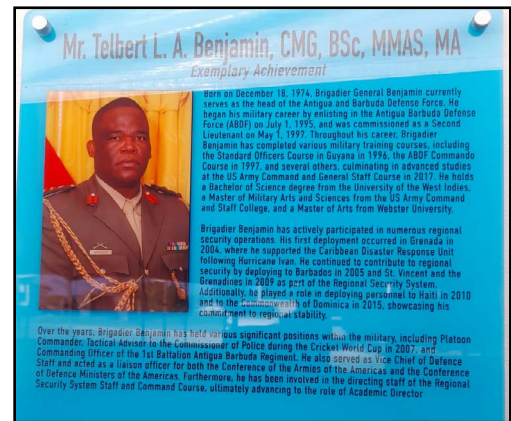 Mr. Telbert L. A. Benjamin, CMG, BSc, MMAS, MA
Exemplary Achievement
Born on December 18, 1974, Brigadier General Benjamin currently
serves as the head of the Antigua and Barbuda Defense Force. He
began his military career by enlisting in the Antigua Barbuda Defense
Force (ABDF) on July 1, 1995, and was commissioned as a Second
Lieutenant on May 1, 1997. Throughout his career, Brigadier
Benjamin has completed various military training courses, including
the Standard Officers Course in Guyana in 1996, the ABDF Commando
Course in 1997, and several others, culminating in advanced studies
at the US Army Command and General Staff Course in 2017. He holds
a Bachelor of Science degree from the University of the West Indies,
a Master of Military Arts and Sciences from the US Army Command
and Staff College, and a Master of Arts from Webster University.
Brigadier Benjamin has actively participated in numerous regional
security operations. His first deployment occurred in Grenada in
2004, where he supported the Caribbean Disaster Response Unit
following Hurricane Ivan. He continued to contribute to regional
security by deploying to Barbados in 2005 and St. Vincent and the
Grenadines in 2009 as part of the Regional Security System.
Additionally, he played a role in deploying personnel to Haiti in 2010
and to the Commonwealth of Dominica in 2015, showcasing his
commitment to regional stability.
Over the years, Brigadier Benjamin has held various significant positions within the military, including Platoon
Commander, Tactical Advisor to the Commissioner of Police during the Cricket World Cup in 2007, and
Commanding Officer of the 1st Battalion Antigua Barbuda Regiment. He also served as Vice Chief of Defence
Staff and acted as a liaison officer for both the Conference of the Armies of the Americas and the Conference
of Defence Ministers of the Americas. Furthermore, he has been involved in the directing staff of the Regional
Security System Staff and Command Course, ultimately advancing to the role of Academic Director